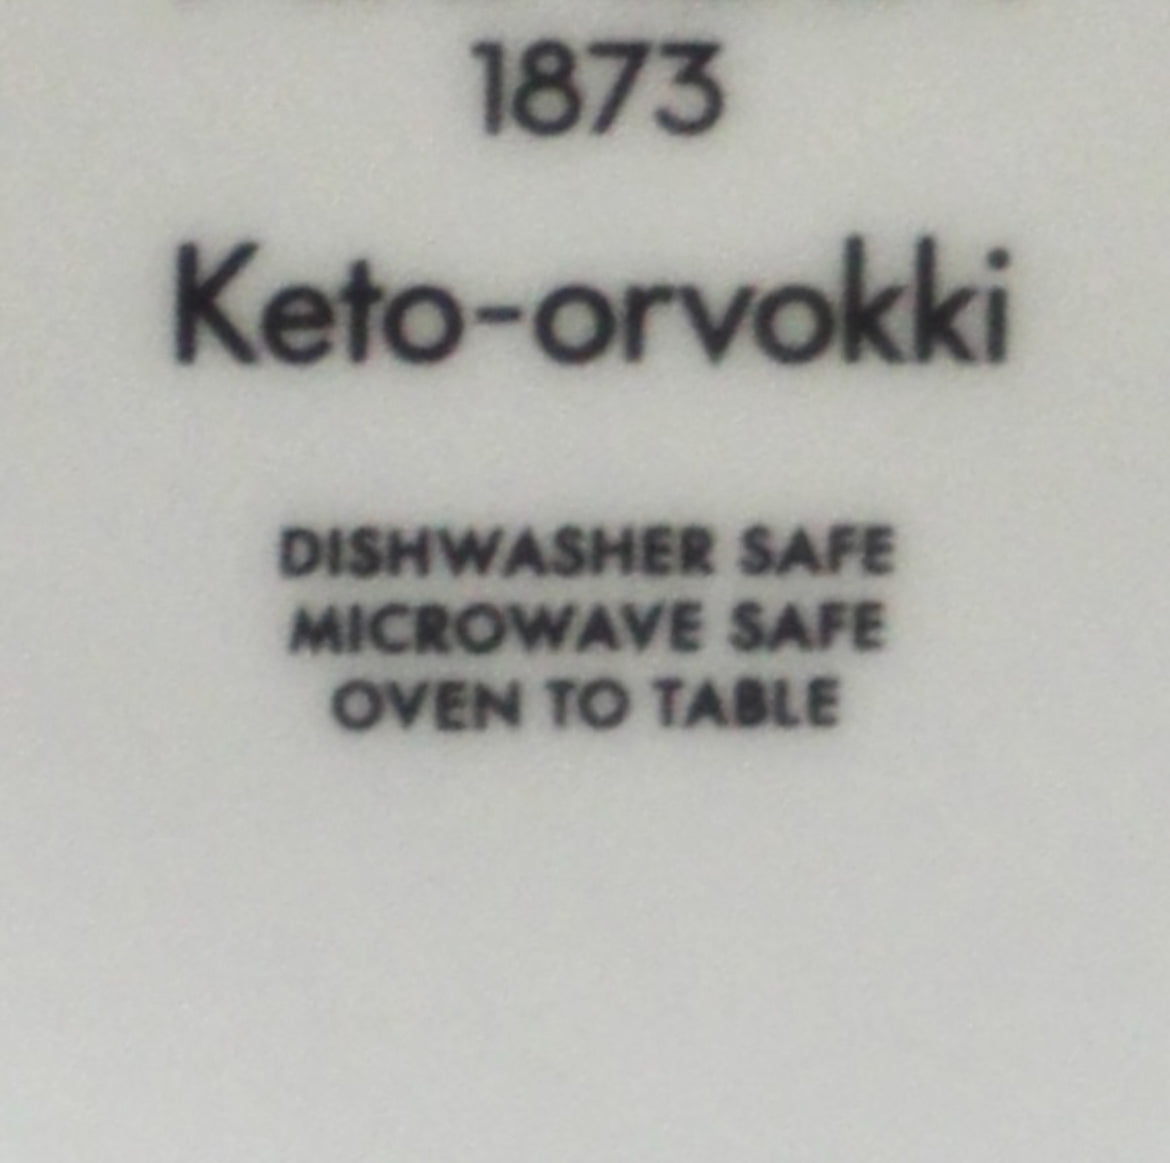 1873
Keto-orvokki
DISHWASHER SAFE
MICROWAVE SAFE
OVEN TO TABLE